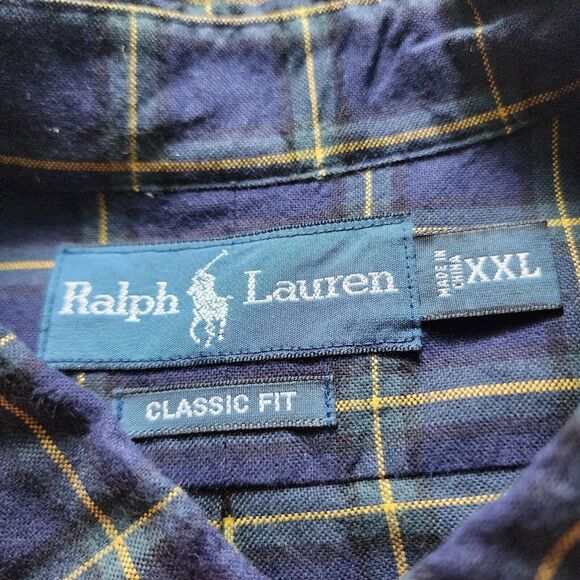 Ralph Lauren
MADE IN
CHINA
XXL
CLASSIC FIT